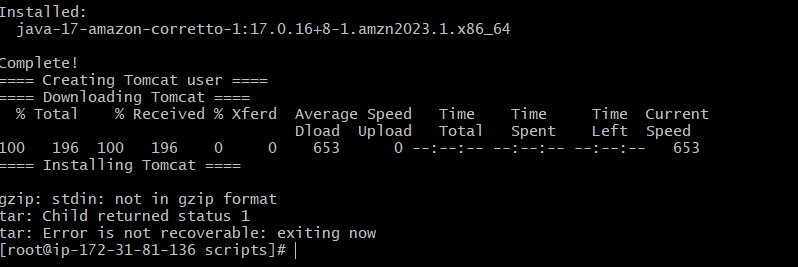 Installed:
  java-17-amazon-corretto-1:17.0.16+8-1.amzn2023.1.x86_64

Complete!
==== Creating Tomcat user ====
==== Downloading Tomcat ====
  % Total    % Received % Xferd  Average Speed   Time    Time     Time  Current
                                 Dload  Upload   Total   Spent    Left  Speed
100   196  100   196    0     0    653      0 --:--:-- --:--:-- --:--:--   653
==== Installing Tomcat ====

gzip: stdin: not in gzip format
tar: Child returned status 1
tar: Error is not recoverable: exiting now
[root@ip-172-31-81-136 scripts]#